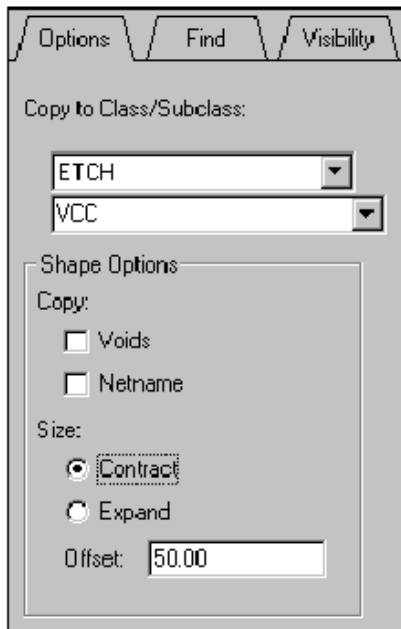 Options Find Visibility
Copy to Class/Subclass:
ETCH
VCC
Shape Options
Copy:
Voids
Netname
Size:
Contract
Expand
Offset: 50.00